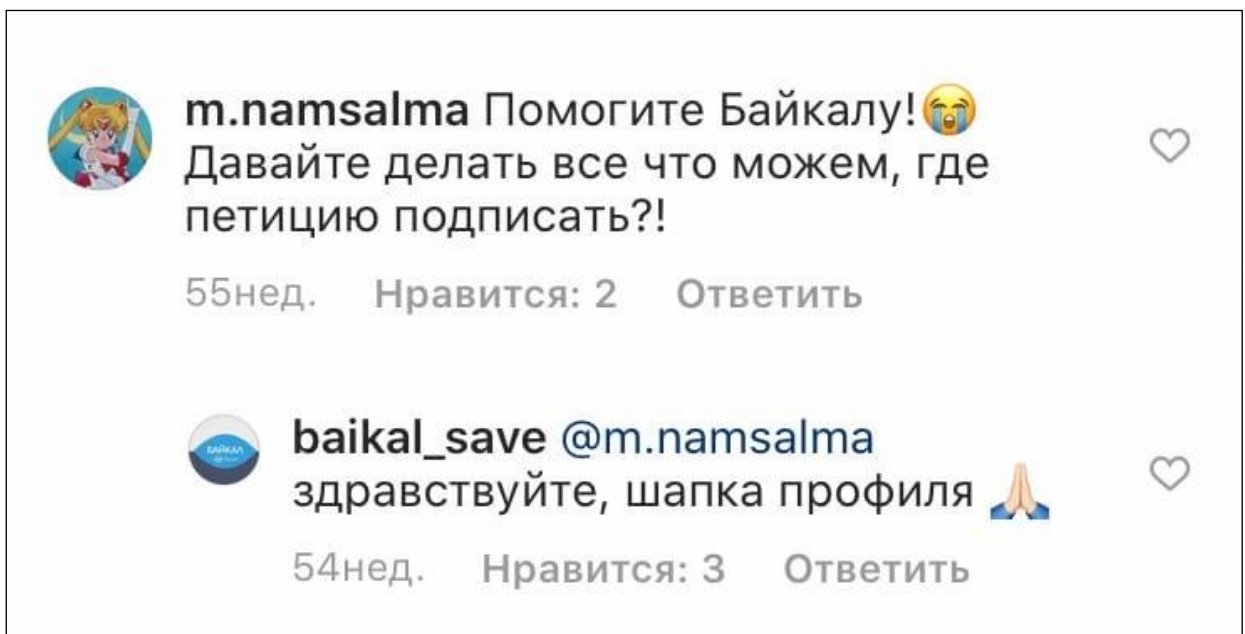 m.namsalma Помогите Байкалу!😭
Давайте делать все что можем, где
петицию подписать?!
55нед. Нравится: 2 Ответить
baikal_save @m.namsalma
здравствуйте, шапка профиля 🙏🏻
54нед. Нравится: 3 Ответить
БАЙКАЛ